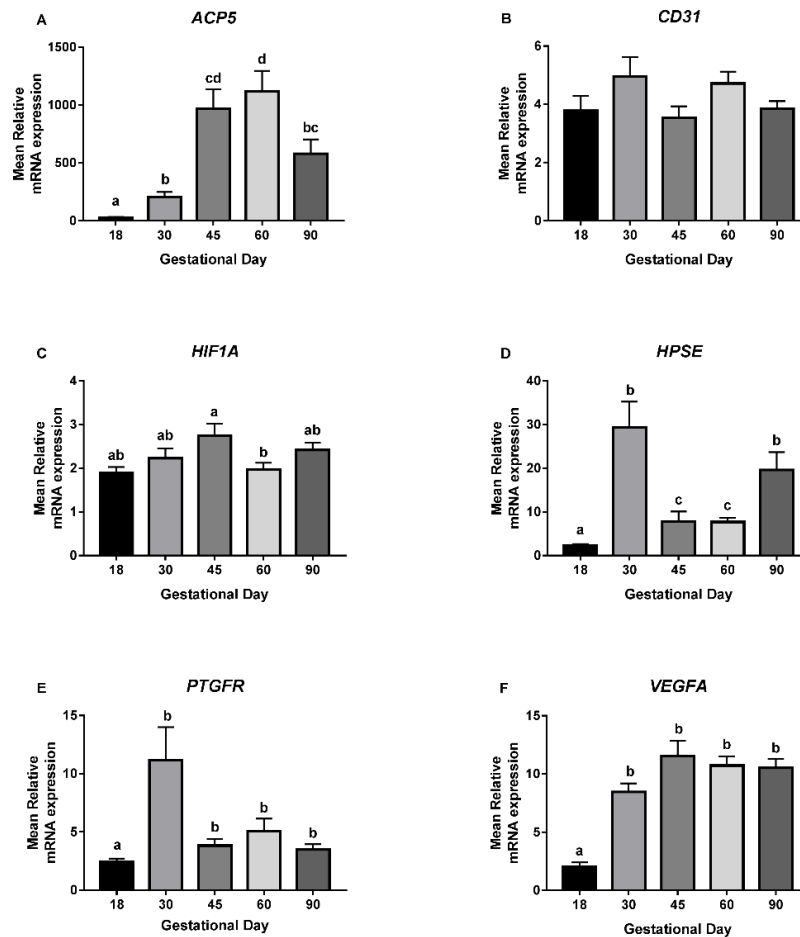 A
ACP5
Mean Relative
mRNA expression
1500
1000
500
0
a
b
cd
d
bc
18 30 45 60 90
Gestational Day
B
CD31
Mean Relative
mRNA expression
6
4
2
0
18 30 45 60 90
Gestational Day
C
HIF1A
Mean Relative
mRNA expression
4
3
2
1
0
ab
ab
a
b
ab
18 30 45 60 90
Gestational Day
D
HPSE
Mean Relative
mRNA expression
40
30
20
10
0
a
b
c
c
b
18 30 45 60 90
Gestational Day
E
PTGFR
Mean Relative
mRNA expression
15
10
5
0
a
b
b
b
b
18 30 45 60 90
Gestational Day
F
VEGFA
Mean Relative
mRNA expression
15
10
5
0
a
b
b
b
b
18 30 45 60 90
Gestational Day